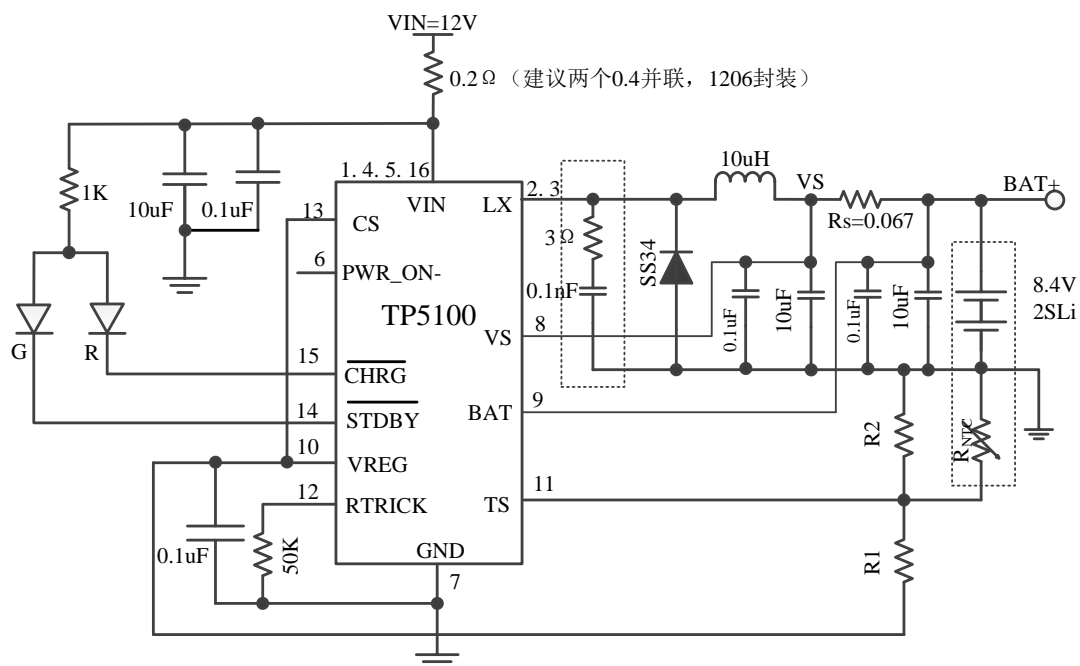 VIN=12V
0.2Ω（建议两个0.4并联，1206封装）
1K
10uF
0.1uF
1. 4. 5. 16
VIN
LX
2. 3
10uH
VS
Rs=0.067
BAT+
13
CS
6
PWR_ON-
TP5100
3Ω
0.1nF
SS34
0.1uF
10uF
0.1uF
10uF
8.4V
2SLi
G
R
VS
8
15
CHRG
14
STDBY
BAT
9
10
VREG
12
RTRICK
TS
11
R2
RNTC
0.1uF
50K
GND
7
R1